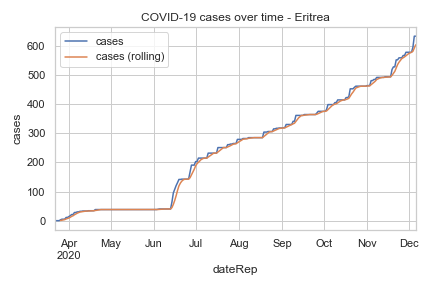 COVID-19 cases over time - Eritrea
cases
cases (rolling)
600
500
400
300
200
100
0
cases
Apr May Jun Jul Aug Sep Oct Nov Dec
2020
dateRep